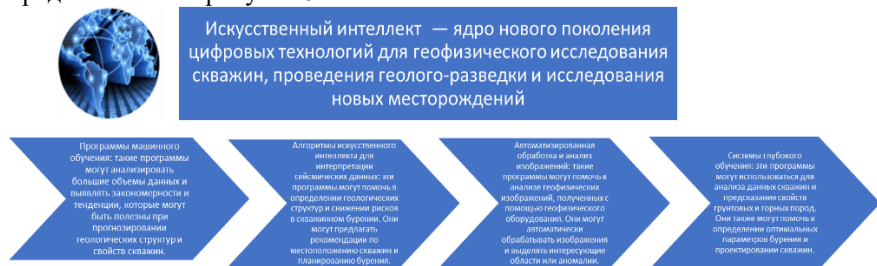 Искусственный интеллект — ядро нового поколения
цифровых технологий для геофизического исследования
скважин, проведения геолого-разведки и исследования
новых месторождений
Программы машинного
обучения: такие программы
могут анализировать
большие объемы данных и
выявлять закономерности и
тенденции, которые могут
быть полезны при
прогнозировании
геологических структур и
свойств скважин.
Алгоритмы искусственного
интеллекта для
интерпретации
сейсмических данных: эти
программы могут помочь в
определении геологических
структур и снижении рисков
в скважинном бурении. Они
могут предлагать
рекомендации по
местоположению скважин и
планированию бурения.
Автоматизированная
обработка и анализ
изображений: такие
программы могут помочь в
анализе геофизических
изображений, полученных с
помощью геофизического
оборудования. Они могут
автоматически
обрабатывать изображения
и выделять интересующие
области или аномалии.
Системы глубокого
обучения: эти программы
могут использоваться для
анализа данных скважин и
предсказания свойств
грунтовых и горных пород.
Они также могут помочь в
определении оптимальных
параметров бурения и
проектировании скважин.